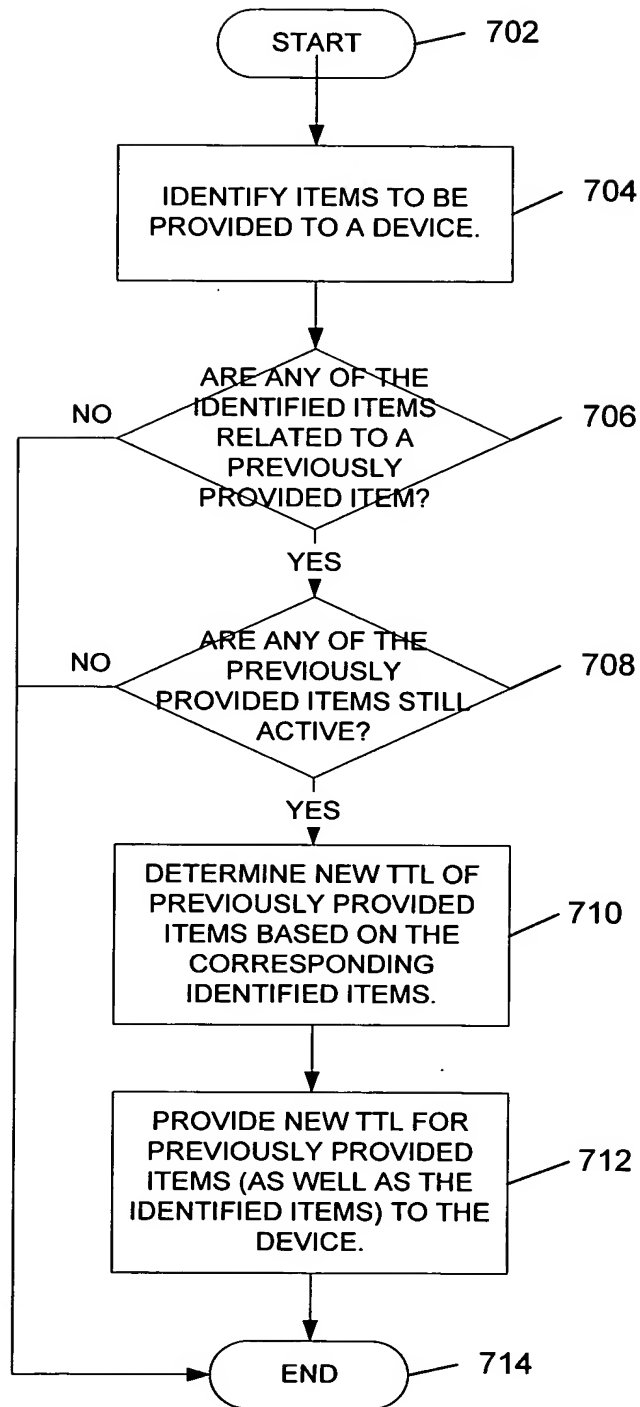 START
702
IDENTIFY ITEMS TO BE
PROVIDED TO A DEVICE.
704
ARE ANY OF THE
IDENTIFIED ITEMS
RELATED TO A
PREVIOUSLY
PROVIDED ITEM?
NO
706
YES
ARE ANY OF THE
PREVIOUSLY
PROVIDED ITEMS STILL
ACTIVE?
NO
708
YES
DETERMINE NEW TTL OF
PREVIOUSLY PROVIDED
ITEMS BASED ON THE
CORRESPONDING
IDENTIFIED ITEMS.
710
PROVIDE NEW TTL FOR
PREVIOUSLY PROVIDED
ITEMS (AS WELL AS THE
IDENTIFIED ITEMS) TO THE
DEVICE.
712
END
714